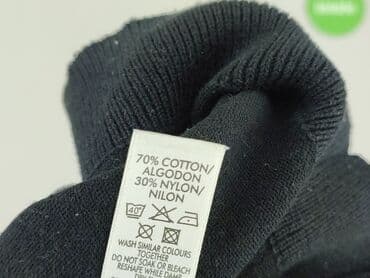 70% COTTON/
ALGODON
30% NYLON/
NILON
40°
WASH SIMILAR COLOURS
TOGETHER
DO NOT SOAK OR BLEACH
RESHAPE WHILE DAMP